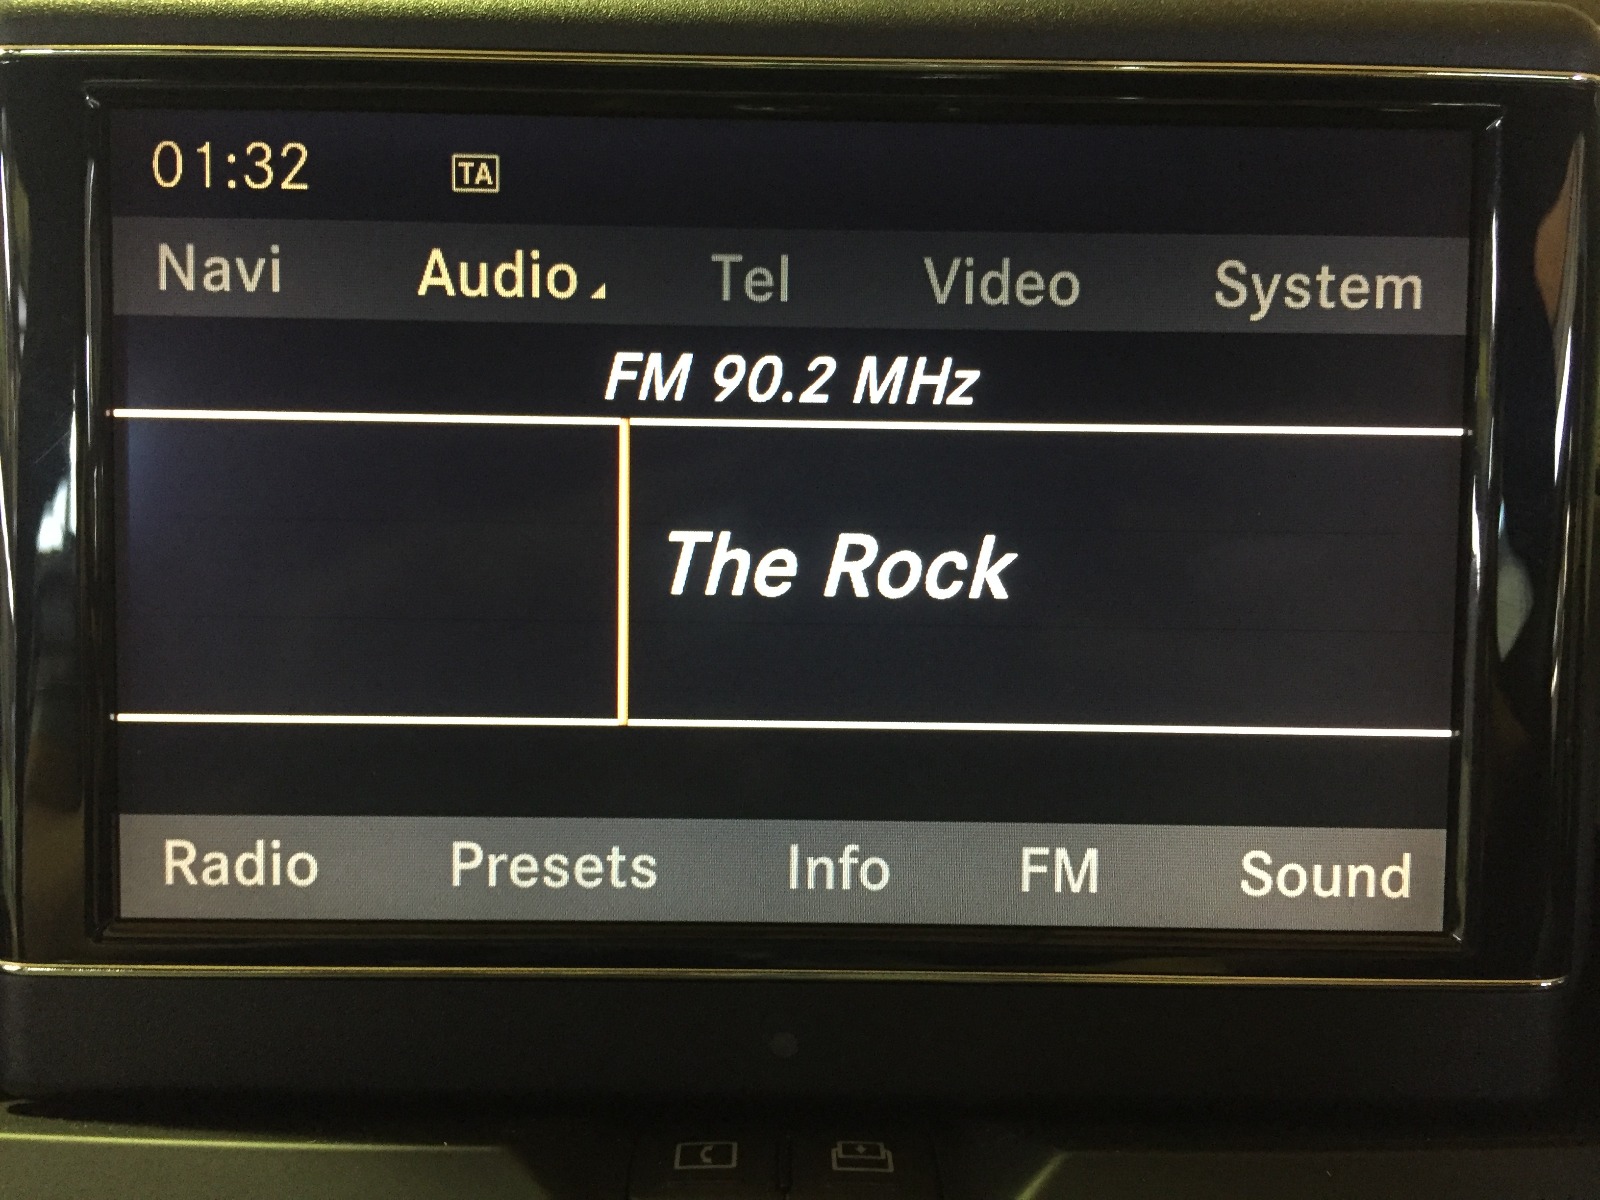 01:32 TA
Navi Audio Tel Video System
FM 90.2 MHz
The Rock
Radio Presets Info FM Sound